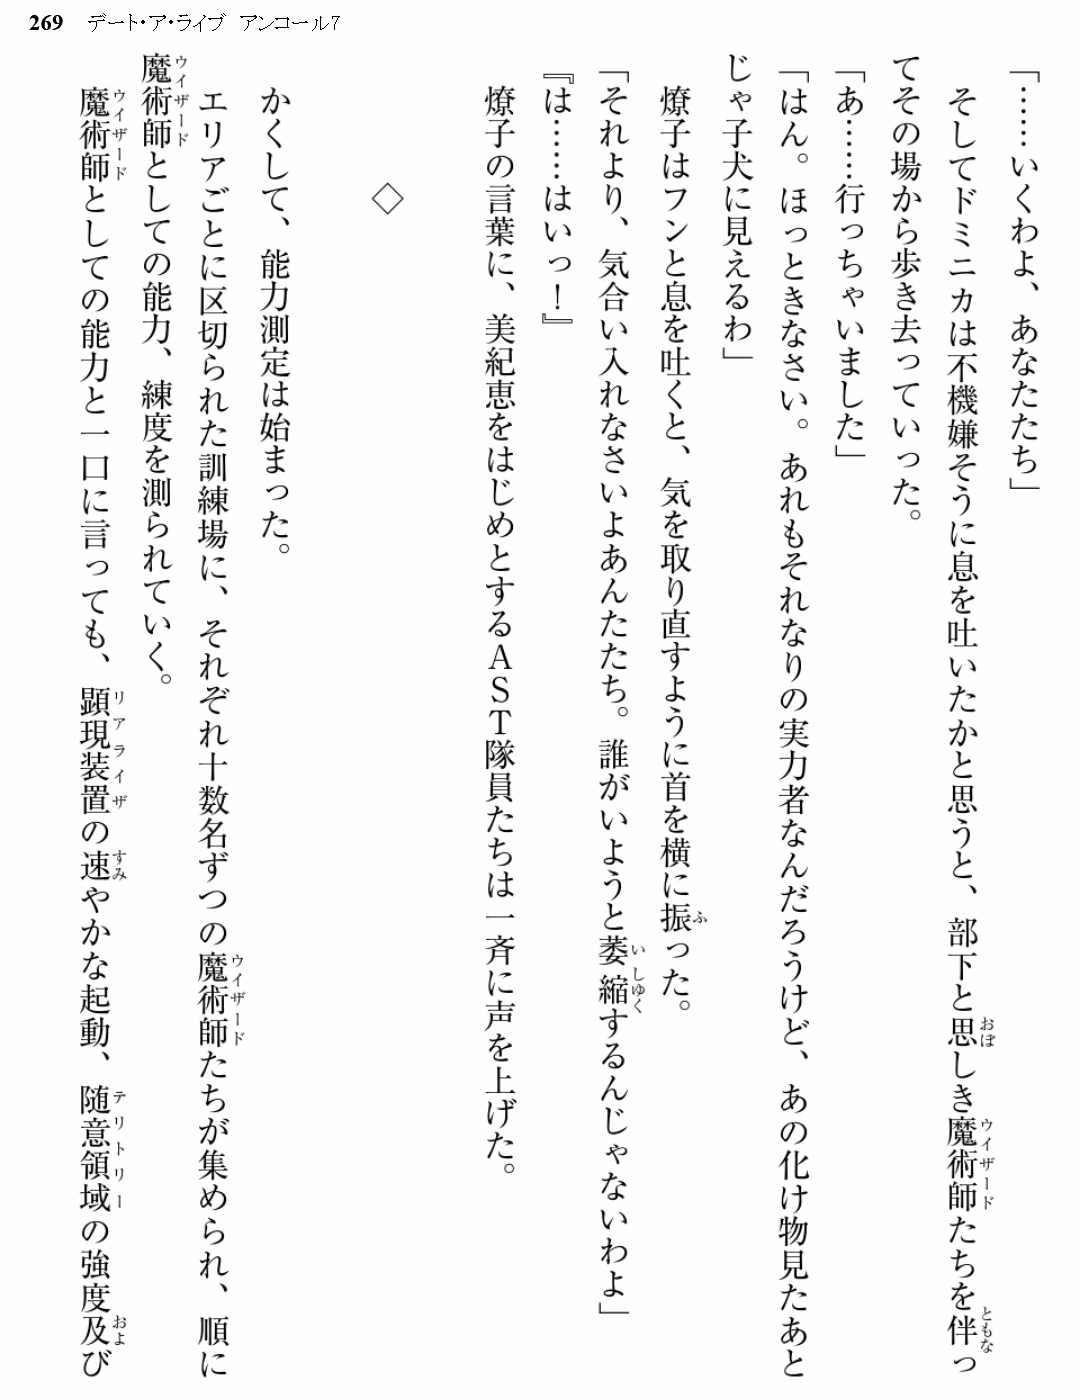 269 デート・ア・ライブ アンコール7
「……いくわよ、あなたたち」
そしてドミニカは不機嫌そうに息を吐いたかと思うと、部下と思しき魔術師たちを伴っ
てその場から歩き去っていった。
「あ……行っちゃいました」
「はん。ほっときなさい。あれもそれなりの実力者なんだろうけど、あの化け物見たあと
じゃ子犬に見えるわ」
燎子はフンと息を吐くと、気を取り直すように首を横に振った。
「それより、気合い入れなさいよあんたたち。誰がいようと萎縮するんじゃないわよ」
『は……はいっ！』
燎子の言葉に、美紀恵をはじめとするＡＳＴ隊員たちは一斉に声を上げた。
◇
かくして、能力測定は始まった。
エリアごとに区切られた訓練場に、それぞれ十数名ずつの魔術師たちが集められ、順に
魔術師としての能力、練度を測られていく。
魔術師としての能力と一口に言っても、顕現装置の速やかな起動、随意領域の強度及び